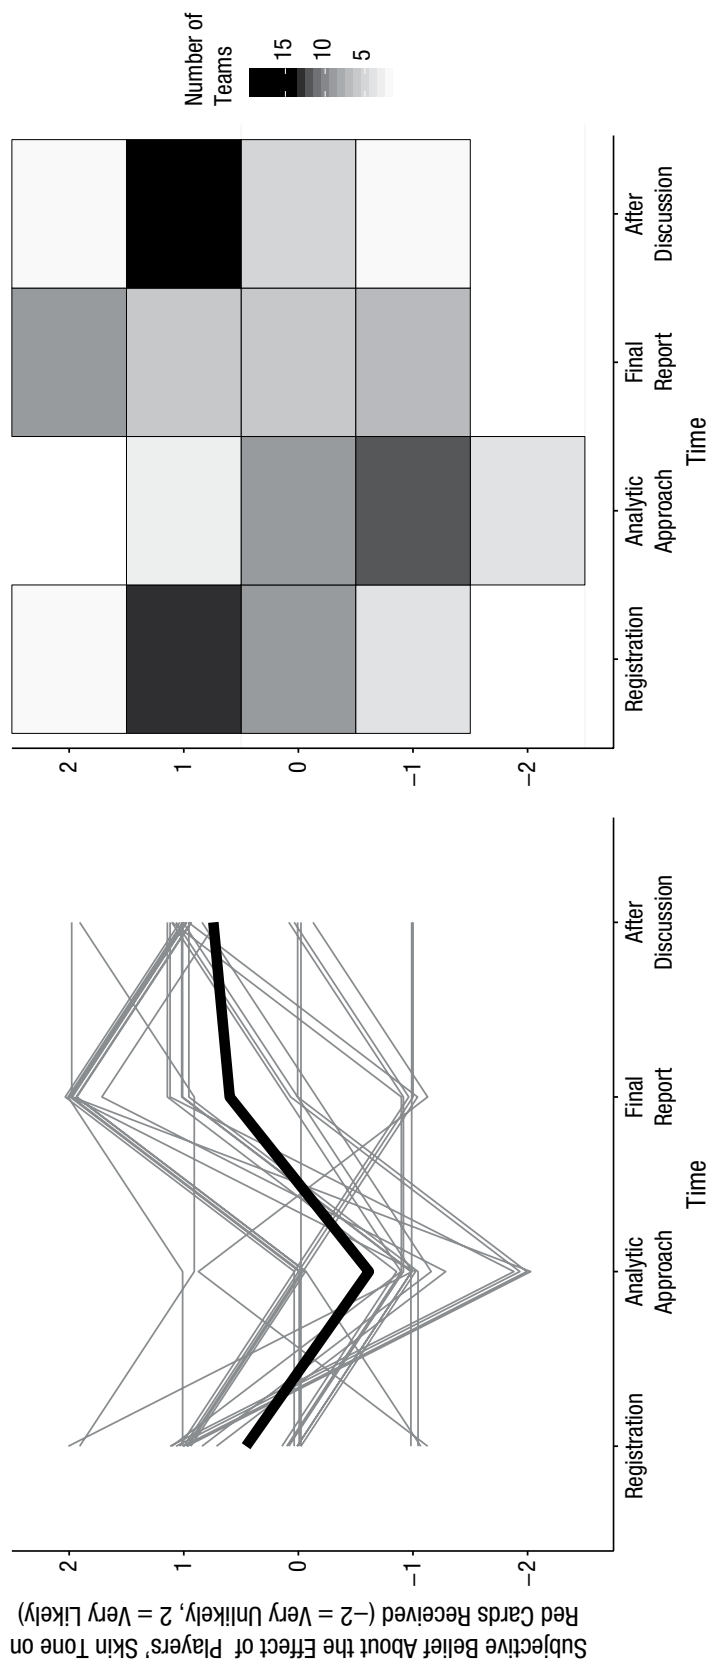 Subjective Belief About the Effect of Players’ Skin Tone on
Red Cards Received (−2 = Very Unlikely, 2 = Very Likely)
2
1
0
−1
−2
Registration
Analytic
Approach
Final
Report
After
Discussion
Time
2
1
0
−1
−2
Registration
Analytic
Approach
Final
Report
After
Discussion
Time
Number of
Teams
15
10
5